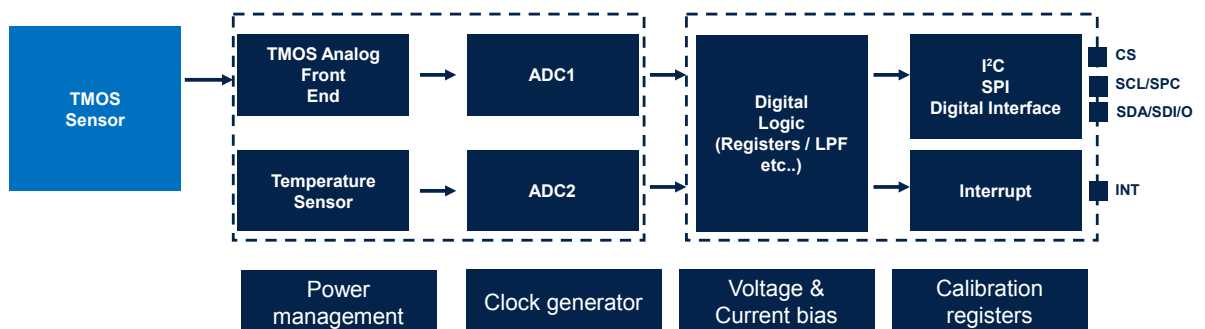 TMOS
Sensor
TMOS Analog
Front
End
ADC1
Temperature
Sensor
ADC2
Digital
Logic
(Registers / LPF
etc..)
I²C
SPI
Digital Interface
Interrupt
CS
SCL/SPC
SDA/SDI/O
INT
Power
management
Clock generator
Voltage &
Current bias
Calibration
registers